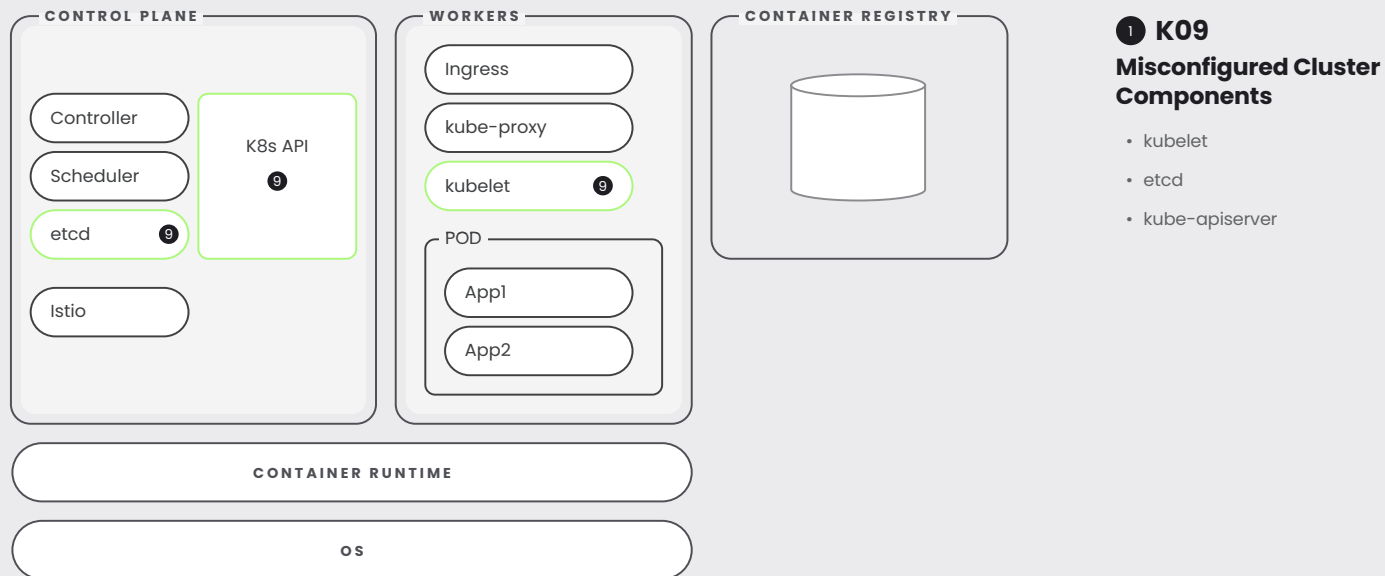 CONTROL PLANE
Controller
Scheduler
etcd 9
Istio
K8s API
9
WORKERS
Ingress
kube-proxy
kubelet 9
POD
App1
App2
CONTAINER REGISTRY
CONTAINER RUNTIME
OS
1 K09
Misconfigured Cluster
Components
• kubelet
• etcd
• kube-apiserver